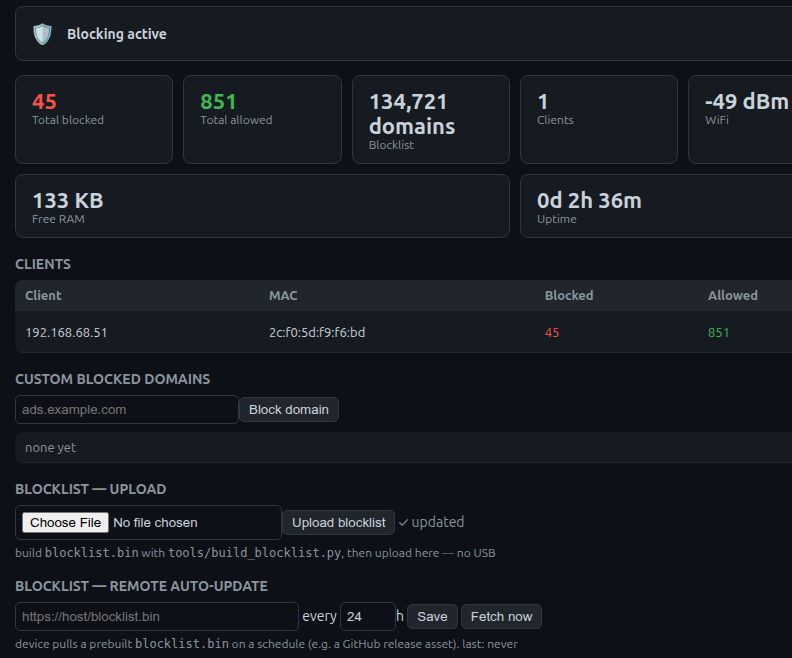 Blocking active
45 851 134,721 1 -49 dBm
Total blocked Total allowed domains Clients WiFi
Blocklist
133 KB 0d 2h 36m
Free RAM Uptime
CLIENTS
Client MAC Blocked Allowed
192.168.68.51 2c:f0:5d:f9:f6:bd 45 851
CUSTOM BLOCKED DOMAINS
ads.example.com Block domain
none yet
BLOCKLIST — UPLOAD
Choose File No file chosen Upload blocklist ✓ updated
build blocklist.bin with tools/build_blocklist.py, then upload here — no USB
BLOCKLIST — REMOTE AUTO-UPDATE
https://host/blocklist.bin every 24 h Save Fetch now
device pulls a prebuilt blocklist.bin on a schedule (e.g. a GitHub release asset). last: never